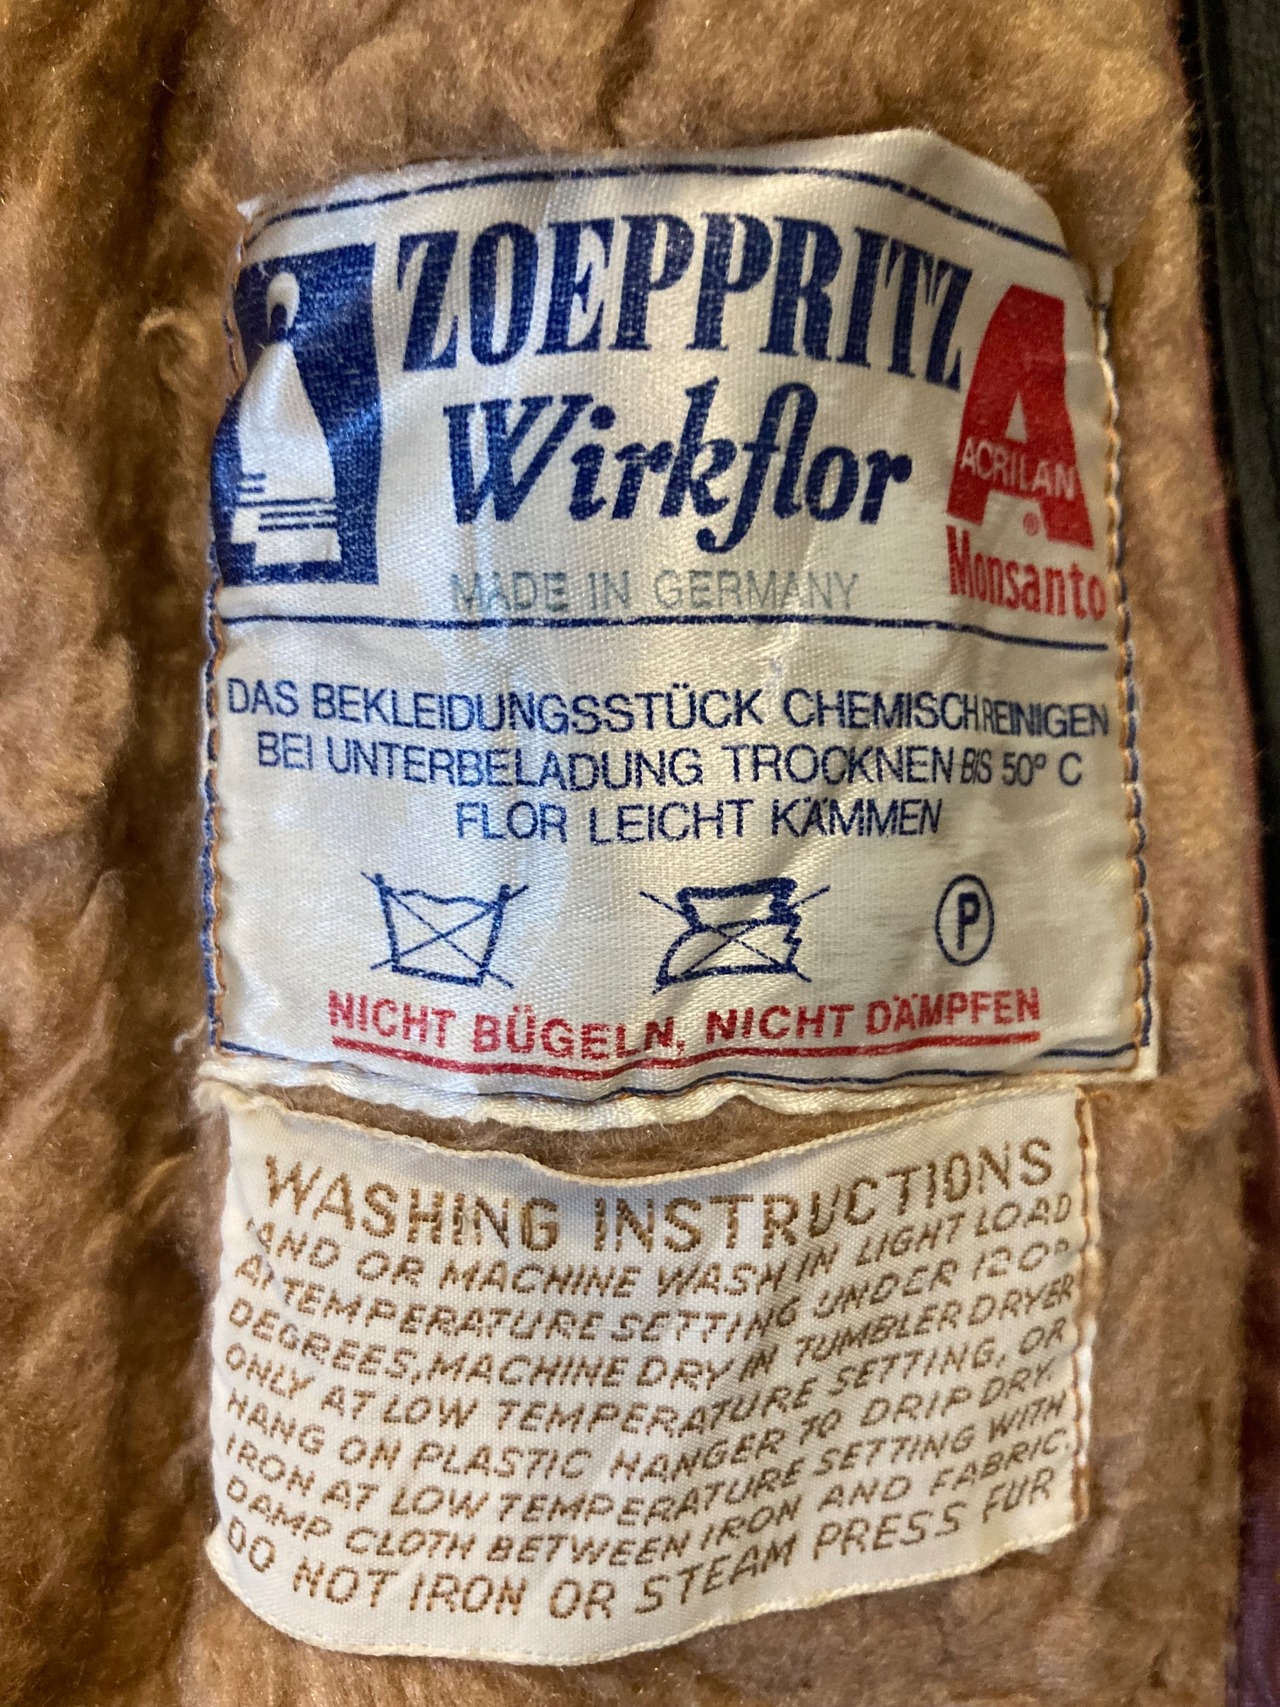 ZOEPPRITZ
Wirkflor
MADE IN GERMANY
ACRILAN
®
Monsanto
DAS BEKLEIDUNGSSTÜCK CHEMISCH REINIGEN
BEI UNTERBELADUNG TROCKNEN BIS 50° C
FLOR LEICHT KÄMMEN
P
NICHT BÜGELN, NICHT DÄMPFEN
WASHING INSTRUCTIONS
HAND OR MACHINE WASH IN LIGHT LOAD
AT TEMPERATURE SETTING UNDER 120°
DEGREES, MACHINE DRY IN TUMBLER DRYER
ONLY AT LOW TEMPERATURE SETTING, OR
HANG ON PLASTIC HANGER TO DRIP DRY.
IRON AT LOW TEMPERATURE SETTING WITH
DAMP CLOTH BETWEEN IRON AND FABRIC.
DO NOT IRON OR STEAM PRESS FUR